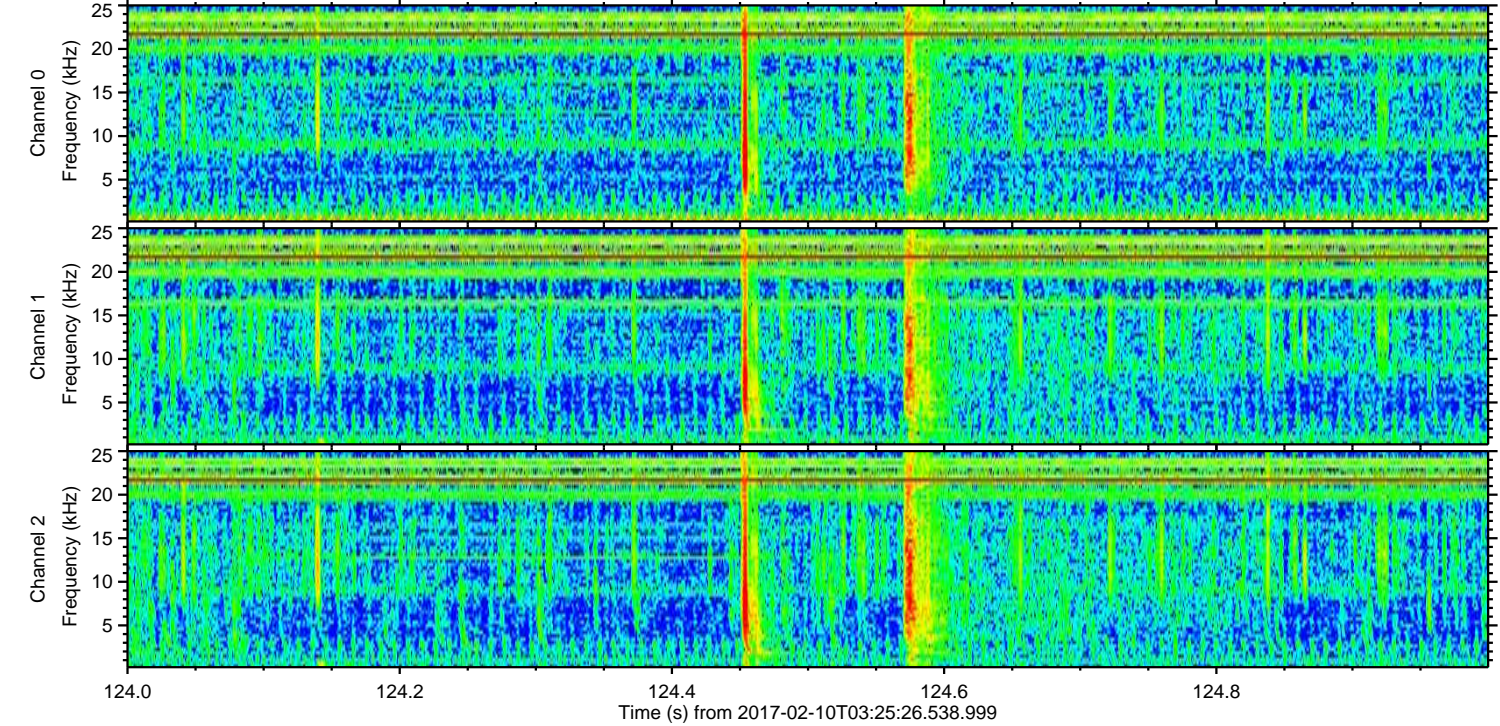 25
20
15
10
5
Channel 0
Frequency (kHz)
25
20
15
10
5
Channel 1
Frequency (kHz)
25
20
15
10
5
Channel 2
Frequency (kHz)
124.0 124.2 124.4 124.6 124.8
Time (s) from 2017-02-10T03:25:26.538.999